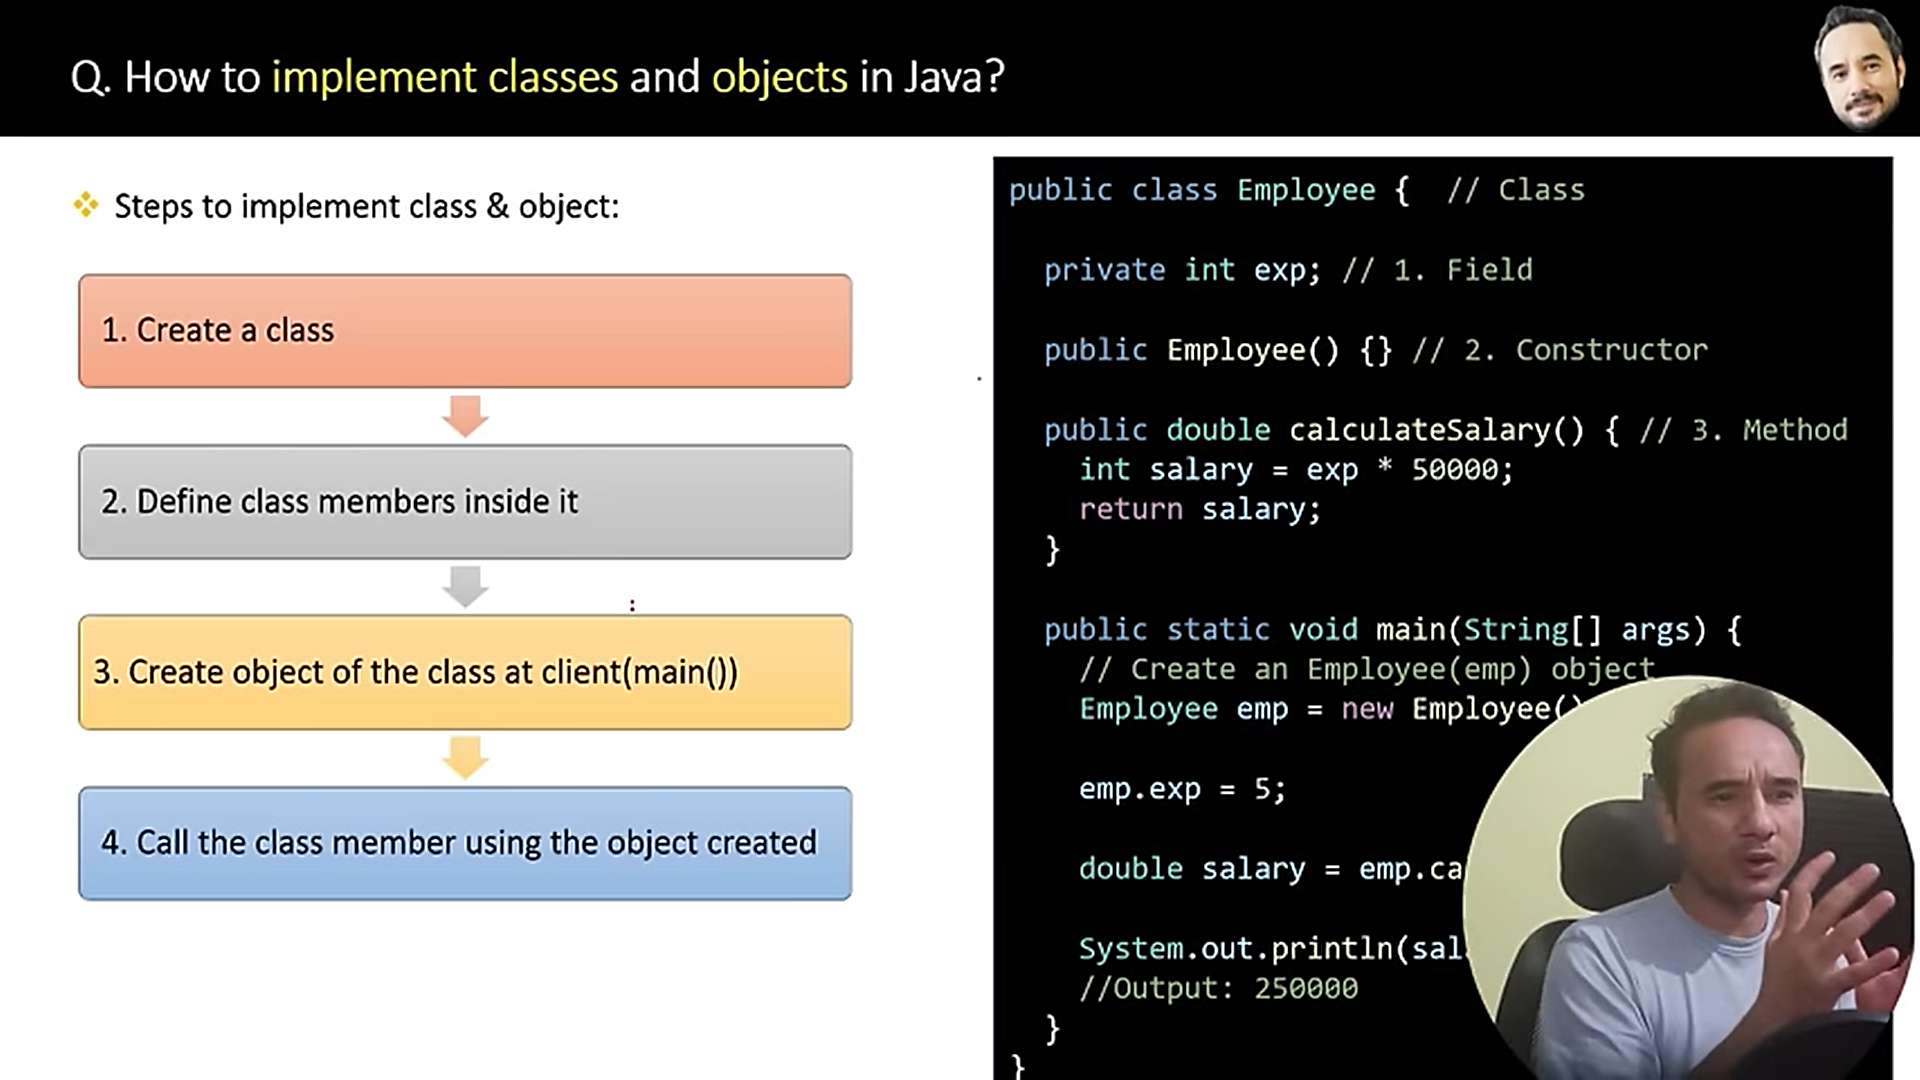 Q. How to implement classes and objects in Java?
Steps to implement class & object:
1. Create a class
2. Define class members inside it
3. Create object of the class at client(main())
4. Call the class member using the object created
public class Employee {  // Class
private int exp; // 1. Field
public Employee() {} // 2. Constructor
public double calculateSalary() { // 3. Method
int salary = exp * 50000;
return salary;
}
public static void main(String[] args) {
// Create an Employee(emp) object
Employee emp = new Employee()
emp.exp = 5;
double salary = emp.ca
System.out.println(sal
//Output: 250000
}
}